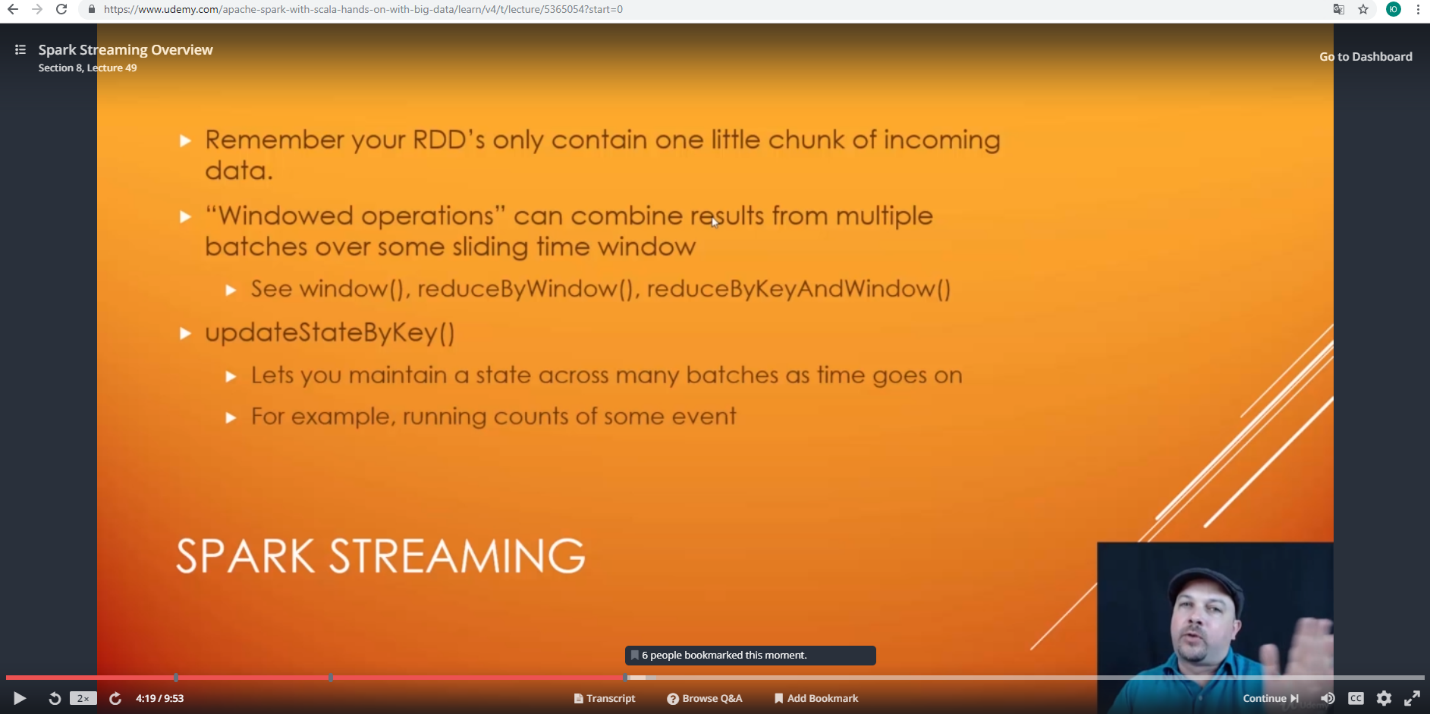 https://www.udemy.com/apache-spark-with-scala-hands-on-with-big-data/learn/v4/t/lecture/5365054?start=0
Ю
Spark Streaming Overview
Section 8, Lecture 49
Go to Dashboard
Remember your RDD's only contain one little chunk of incoming
data.
“Windowed operations” can combine results from multiple
batches over some sliding time window
See window(), reduceByWindow(), reduceByKeyAndWindow()
updateStateByKey()
Lets you maintain a state across many batches as time goes on
For example, running counts of some event
SPARK STREAMING
6 people bookmarked this moment.
2×
4:19 / 9:53
Transcript
Browse Q&A
Add Bookmark
Continue
CC